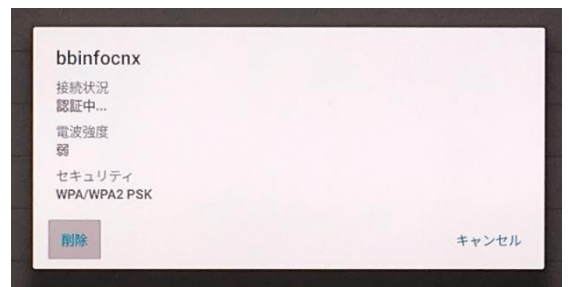 bbinfocnx
接続状況
認証中...
電波強度
弱
セキュリティ
WPA/WPA2 PSK
削除
キャンセル